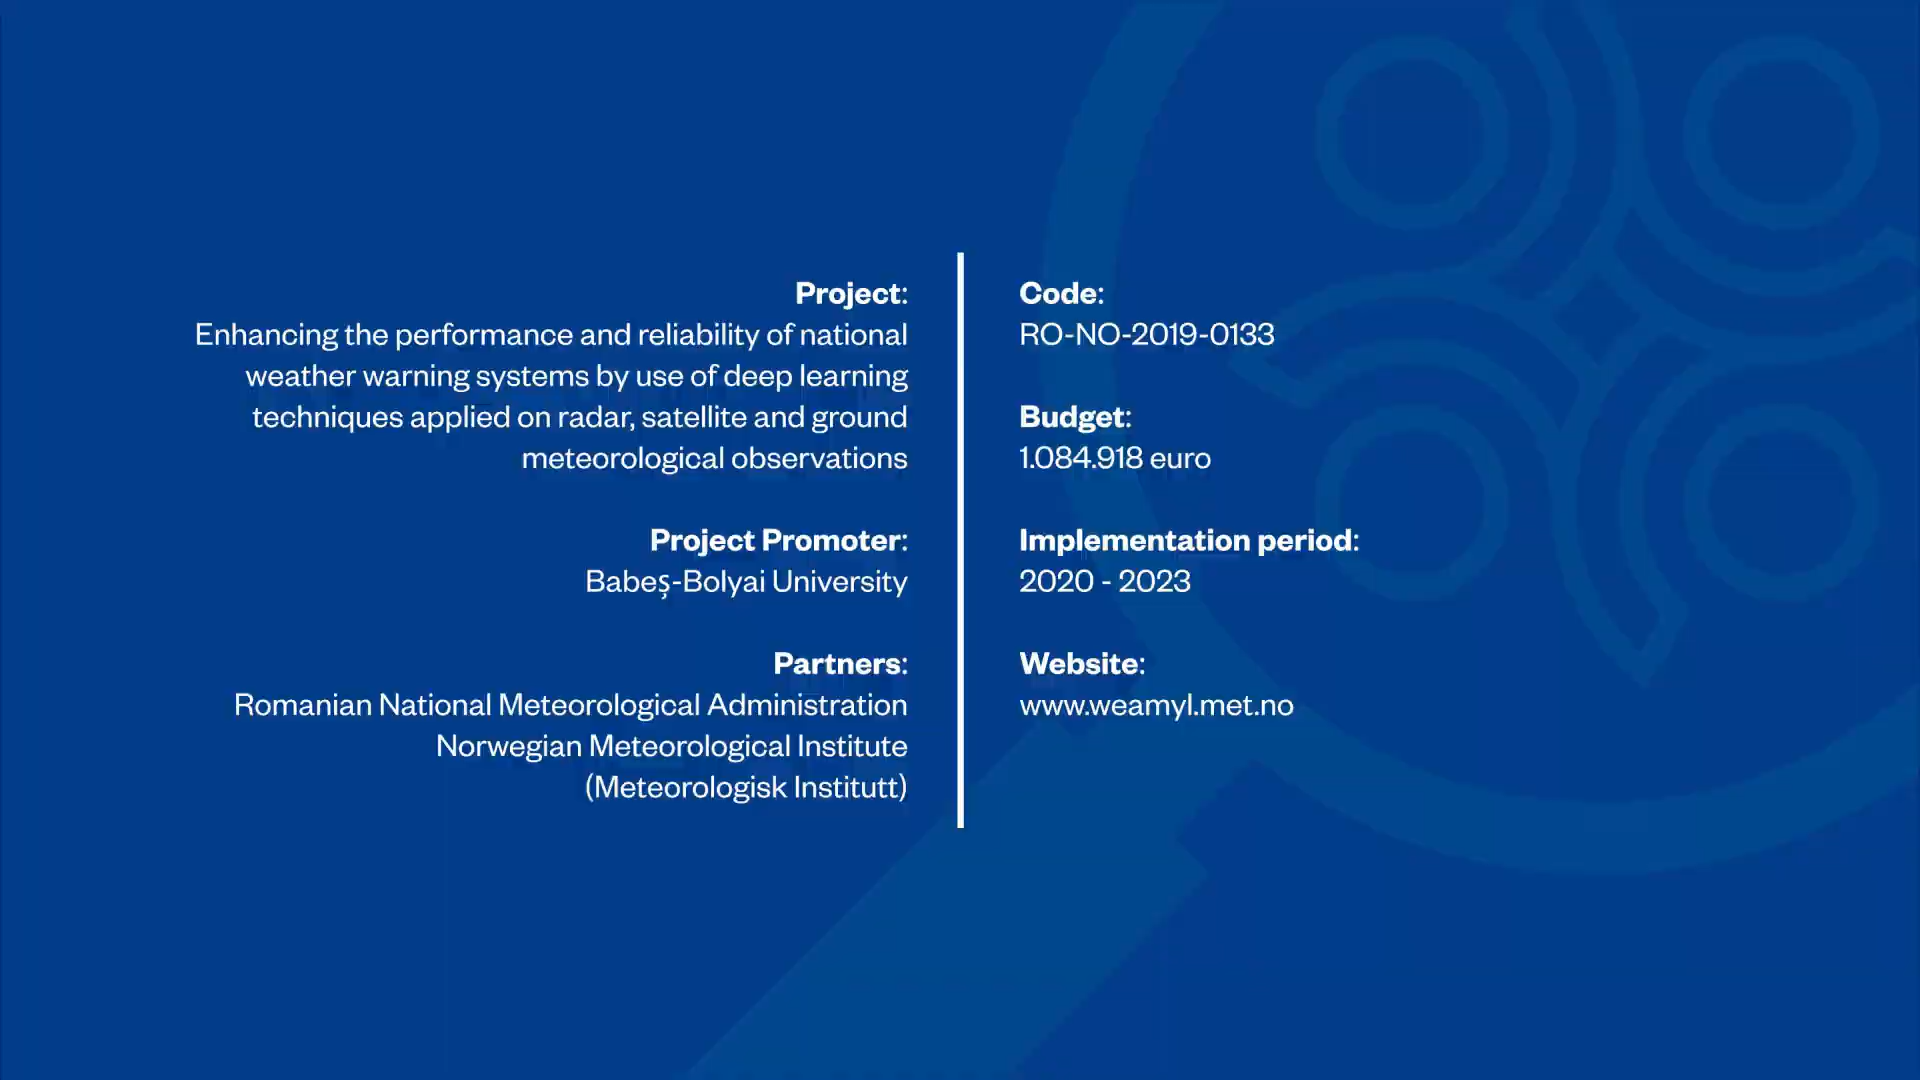 Project:
Enhancing the performance and reliability of national
weather warning systems by use of deep learning
techniques applied on radar, satellite and ground
meteorological observations
Project Promoter:
Babeș-Bolyai University
Partners:
Romanian National Meteorological Administration
Norwegian Meteorological Institute
(Meteorologisk Institutt)
Code:
RO-NO-2019-0133
Budget:
1.084.918 euro
Implementation period:
2020 - 2023
Website:
www.weamyl.met.no